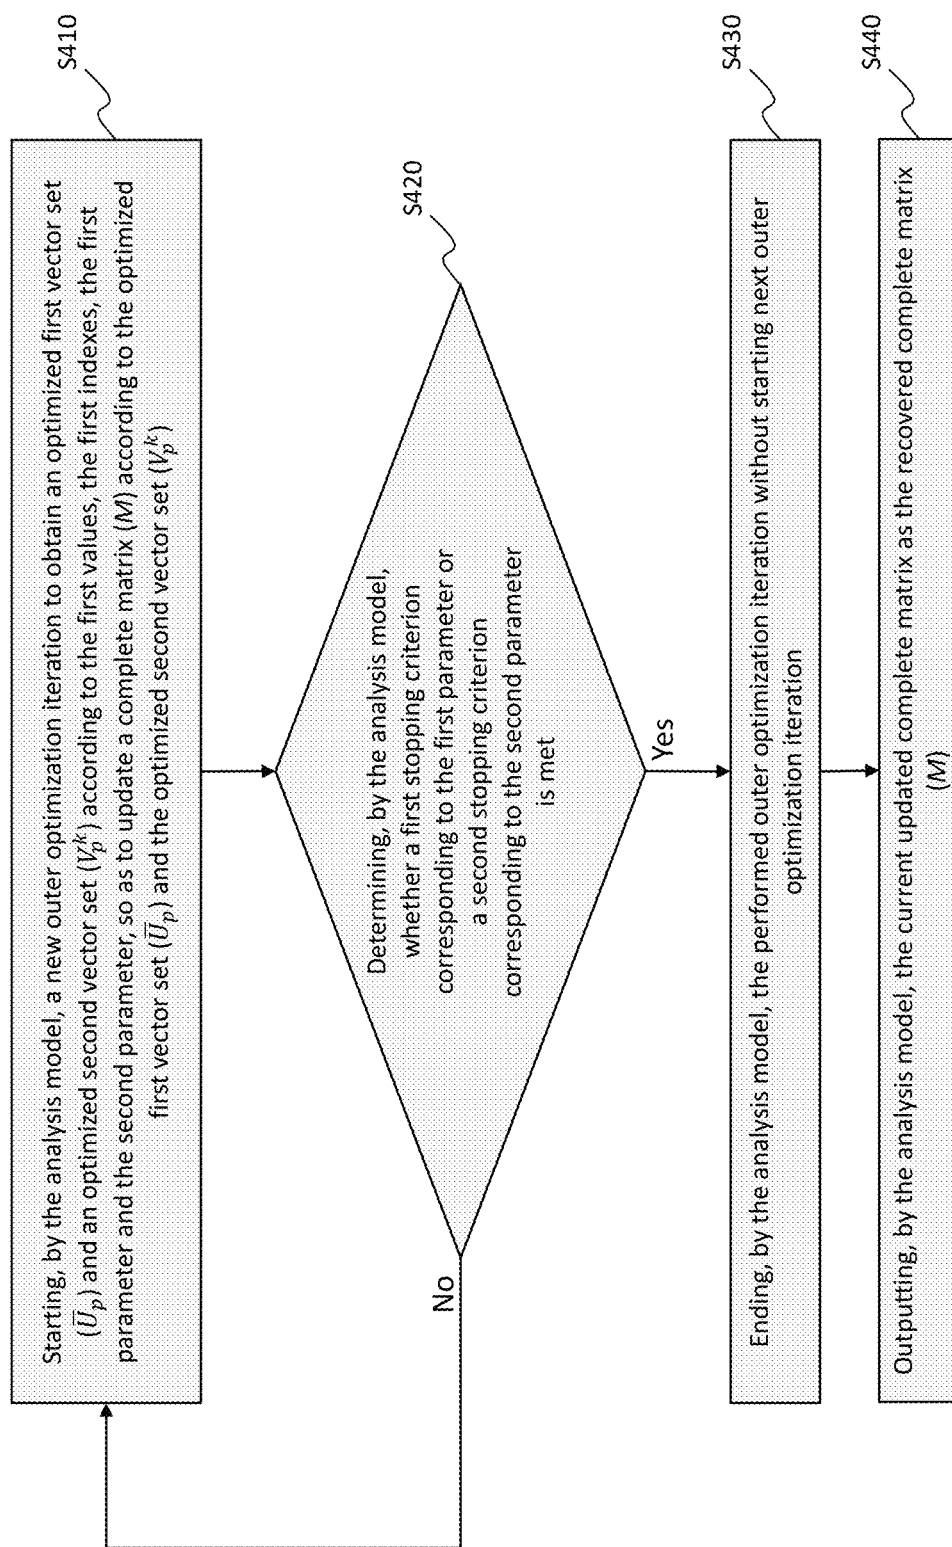 S410
Starting, by the analysis model, a new outer optimization iteration to obtain an optimized first vector set
(U̅ₚ) and an optimized second vector set (Vₚᵏ) according to the first values, the first indexes, the first
parameter and the second parameter, so as to update a complete matrix (M) according to the optimized
first vector set (U̅ₚ) and the optimized second vector set (Vₚᵏ)
S420
Determining, by the analysis model,
whether a first stopping criterion
corresponding to the first parameter or
a second stopping criterion
corresponding to the second parameter
is met
No
Yes
S430
Ending, by the analysis model, the performed outer optimization iteration without starting next outer
optimization iteration
S440
Outputting, by the analysis model, the current updated complete matrix as the recovered complete matrix
(M)